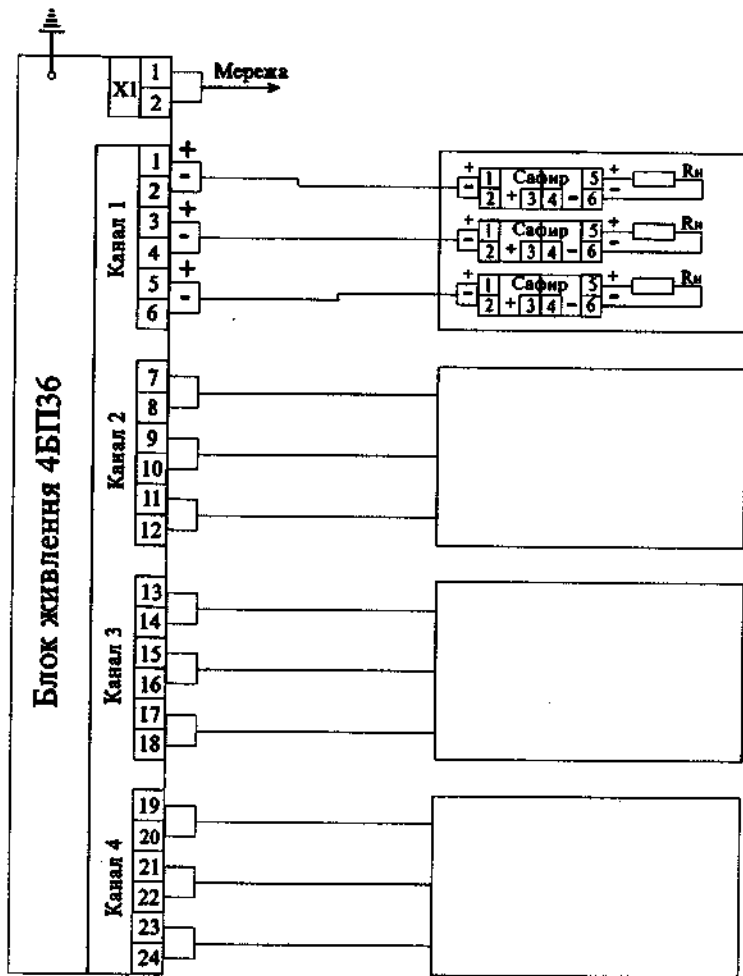 Блок живлення 4БП36
X1
1
2
Мережа
Канал 1
1
2
3
4
5
6
+
-
+
-
+
-
+
-
1 Сафир 5
2 + 3 4 - 6
+
-
Rн
+
-
1 Сафир 5
2 + 3 4 - 6
+
-
Rн
+
-
1 Сафир 5
2 + 3 4 - 6
+
-
Rн
Канал 2
7
8
9
10
11
12
Канал 3
13
14
15
16
17
18
Канал 4
19
20
21
22
23
24